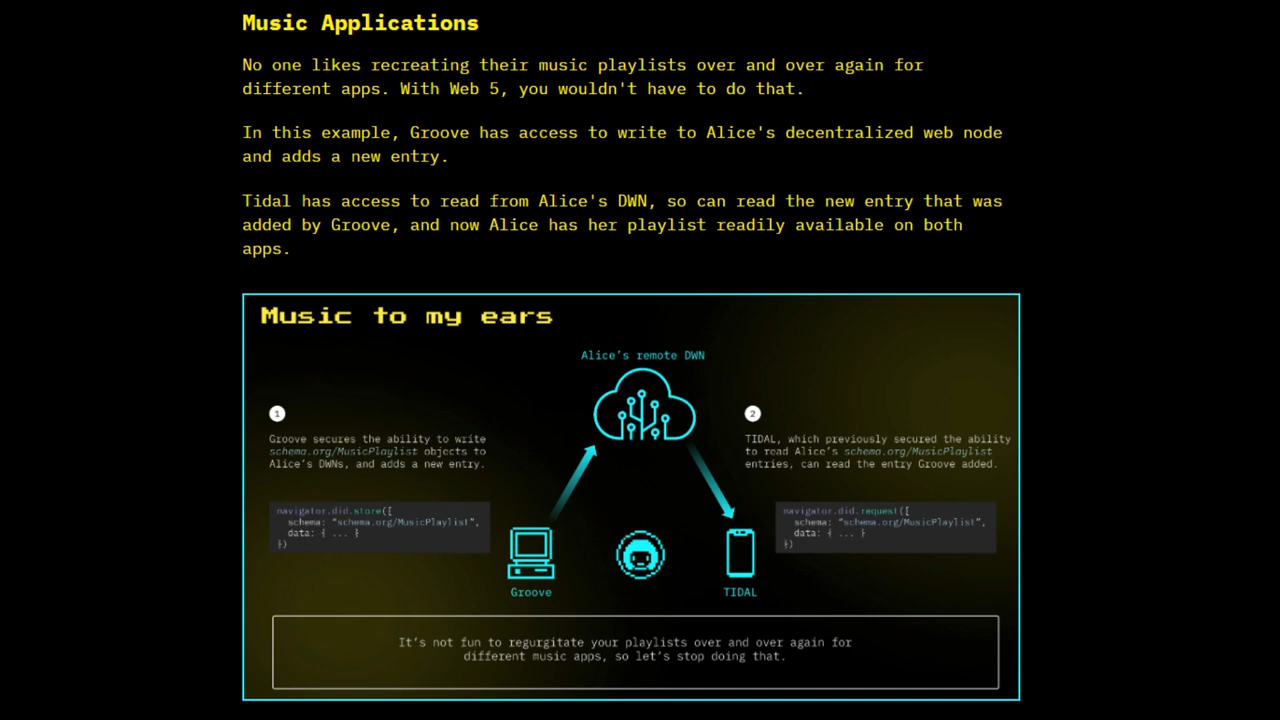 Music Applications
No one likes recreating their music playlists over and over again for
different apps. With Web 5, you wouldn't have to do that.
In this example, Groove has access to write to Alice's decentralized web node
and adds a new entry.
Tidal has access to read from Alice's DWN, so can read the new entry that was
added by Groove, and now Alice has her playlist readily available on both
apps.
Music to my ears
Alice's remote DWN
1
Groove secures the ability to write
schema.org/MusicPlaylist objects to
Alice's DWNs, and adds a new entry.
navigator.did.store([
schema: "schema.org/MusicPlaylist",
data: { ... }
})
2
TIDAL, which previously secured the ability
to read Alice's schema.org/MusicPlaylist
entries, can read the entry Groove added.
navigator.did.request([
schema: "schema.org/MusicPlaylist",
data: { ... }
})
Groove
TIDAL
It's not fun to regurgitate your playlists over and over again for
different music apps, so let's stop doing that.